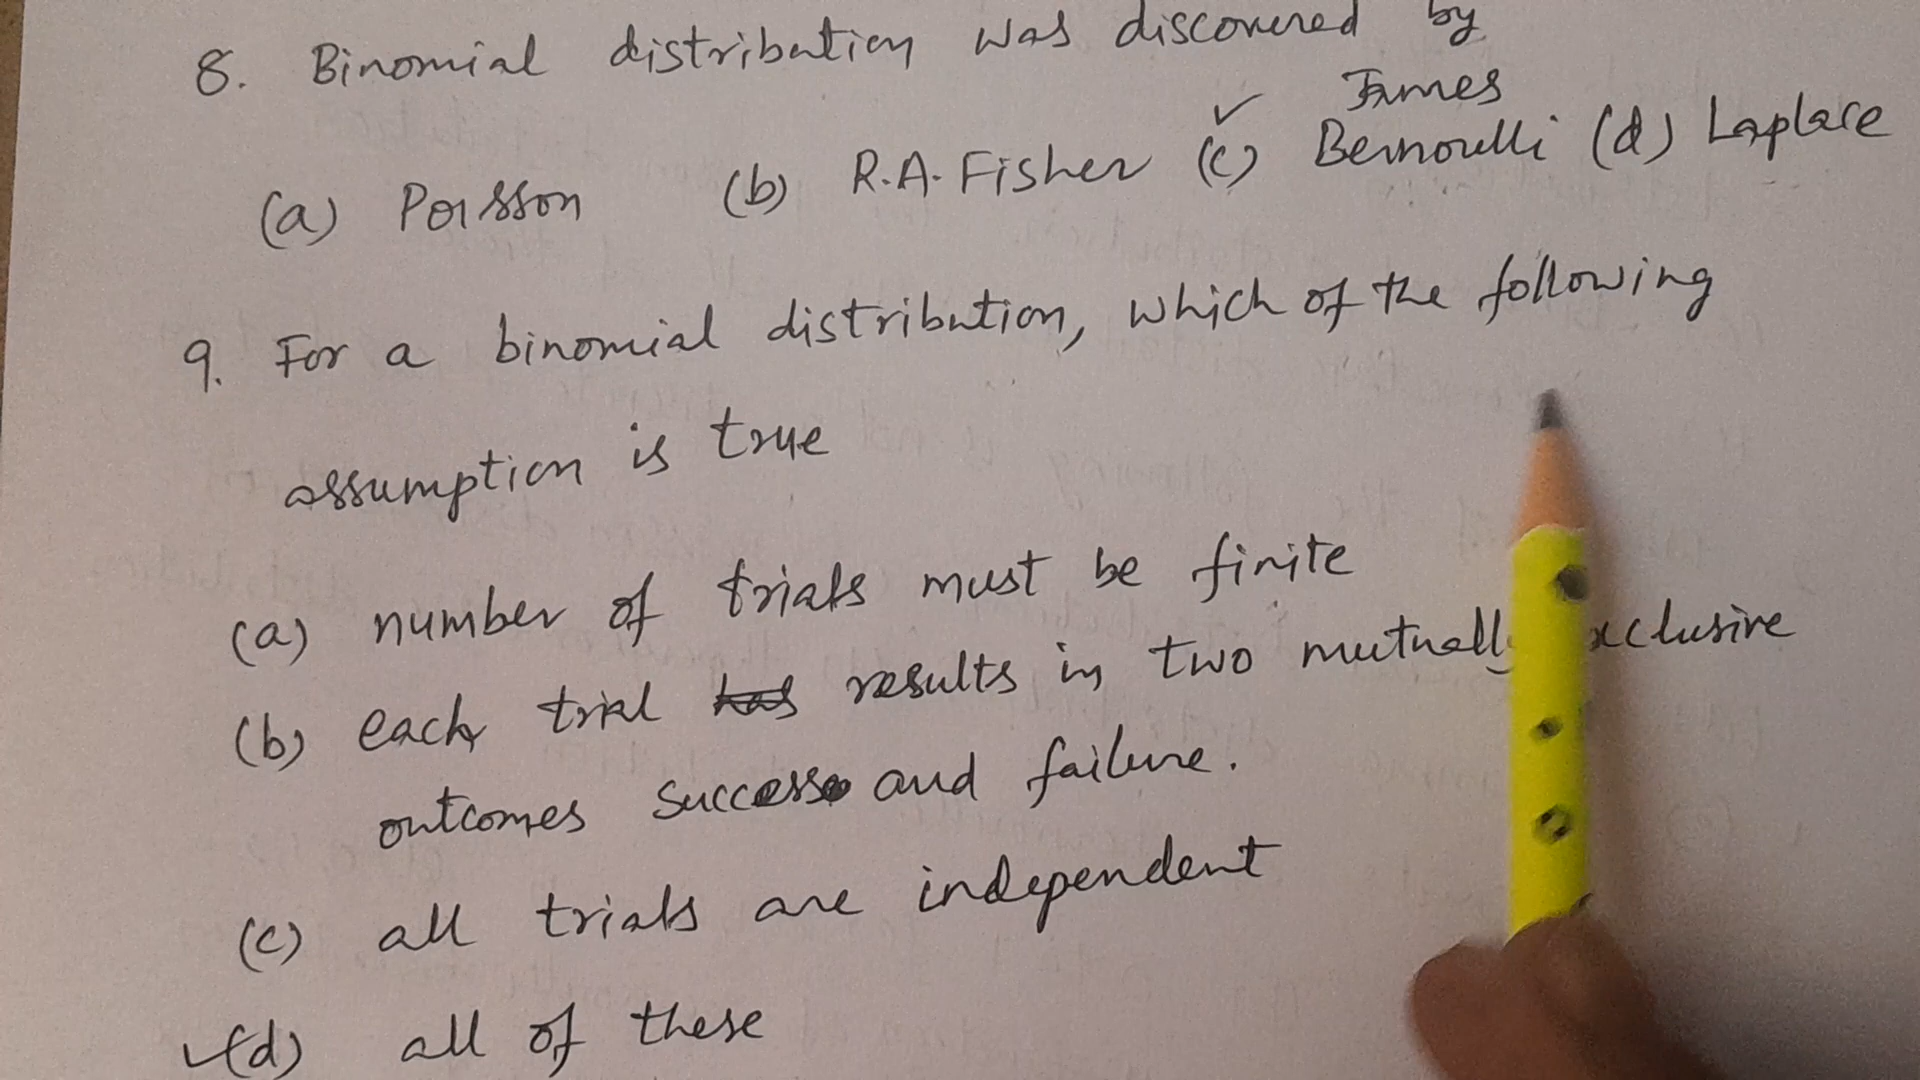 8. Binomial distribution was discovered by
James
(a) Poisson (b) R.A. Fisher (c) Bernoulli (d) Laplace
9. For a binomial distribution, which of the following
assumption is true
(a) number of trials must be finite
(b) each trial has results in two mutually xclusive
outcomes success and failure.
(c) all trials are independent
(d) all of these